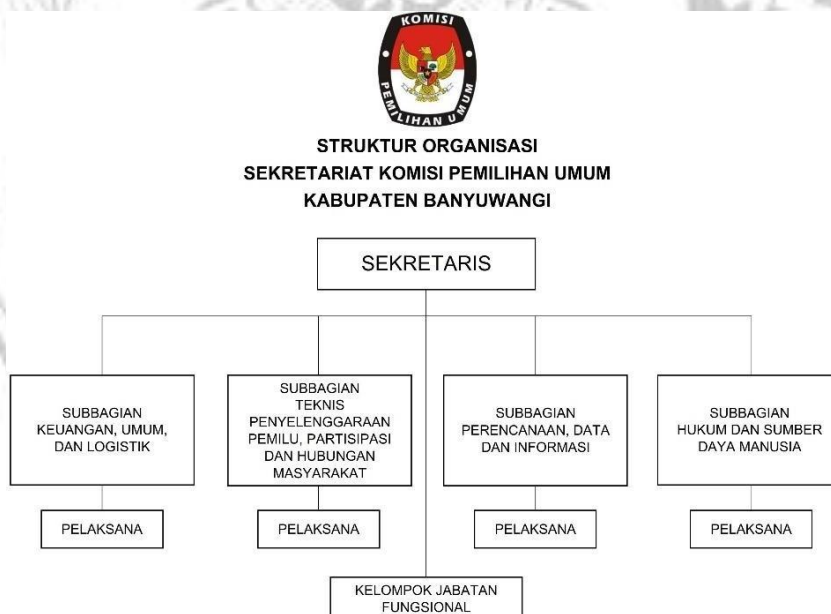 KOMISI
PEMILIHAN UMUM
STRUKTUR ORGANISASI
SEKRETARIAT KOMISI PEMILIHAN UMUM
KABUPATEN BANYUWANGI
SEKRETARIS
SUBBAGIAN
KEUANGAN, UMUM,
DAN LOGISTIK
SUBBAGIAN
TEKNIS
PENYELENGGARAAN
PEMILU, PARTISIPASI
DAN HUBUNGAN
MASYARAKAT
SUBBAGIAN
PERENCANAAN, DATA
DAN INFORMASI
SUBBAGIAN
HUKUM DAN SUMBER
DAYA MANUSIA
PELAKSANA
PELAKSANA
PELAKSANA
PELAKSANA
KELOMPOK JABATAN
FUNGSIONAL